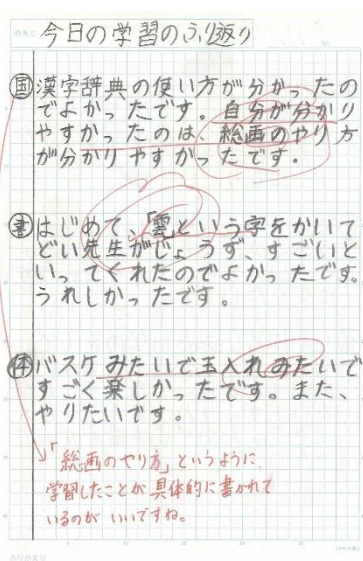 めあて 今日の学習のふり返り
国 漢字辞典の使い方が分かったの
でよかったです。自分が分かり
やすかったのは、総画のやり方
が分かりやすかったです。
書 はじめて、「雲という字をかいて
どい先生がじょうず、すごいと
いってくれたのでよかったです。
うれしかったです。
体 バスケみたいで玉入れみたいで
すごく楽しかったです。また、
やりたいです。
「総画のやり方」というように、
学習したことが具体的に書かれて
いるのがいいですね。
ふりかえり